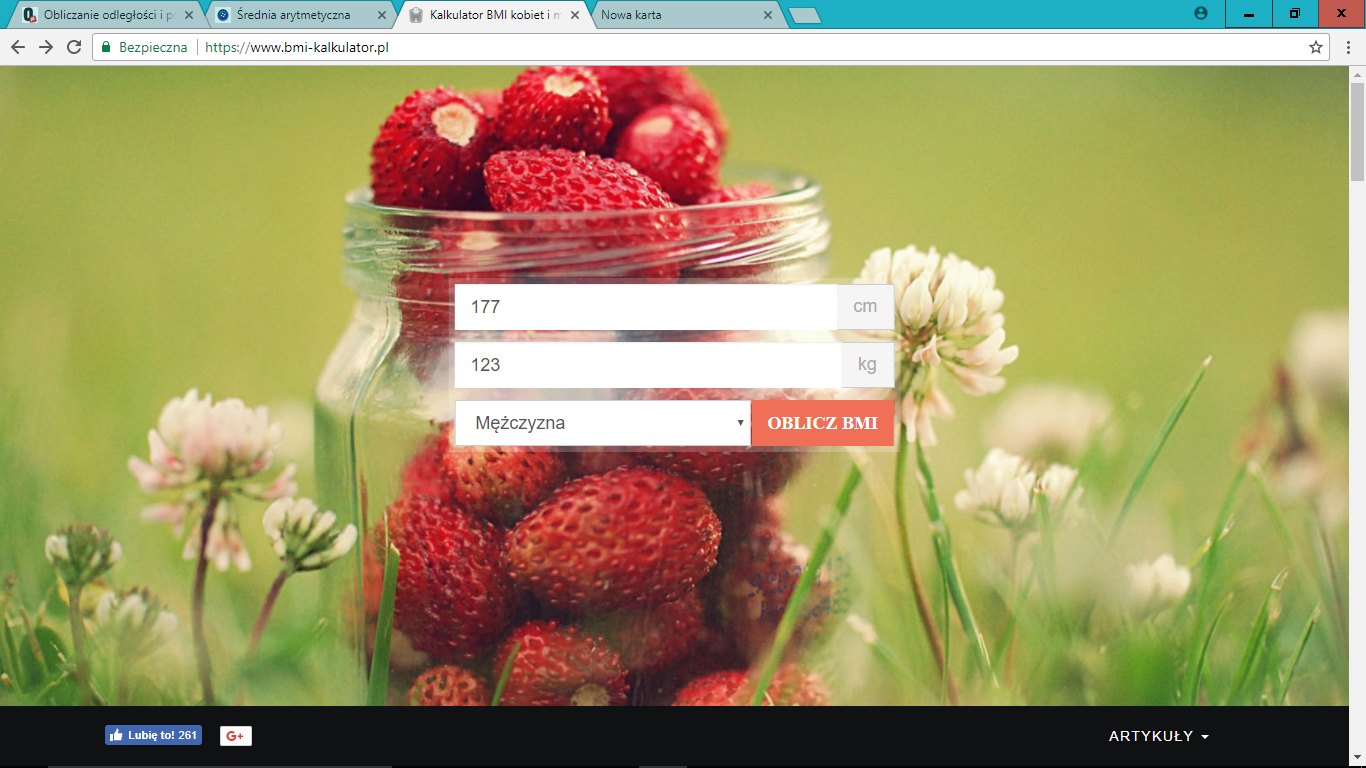 Obliczanie odległości i p
Średnia arytmetyczna
Kalkulator BMI kobiet i m
Nowa karta
Bezpieczna
https://www.bmi-kalkulator.pl
177
cm
123
kg
Mężczyzna
OBLICZ BMI
Lubię to! 261
G+
ARTYKUŁY